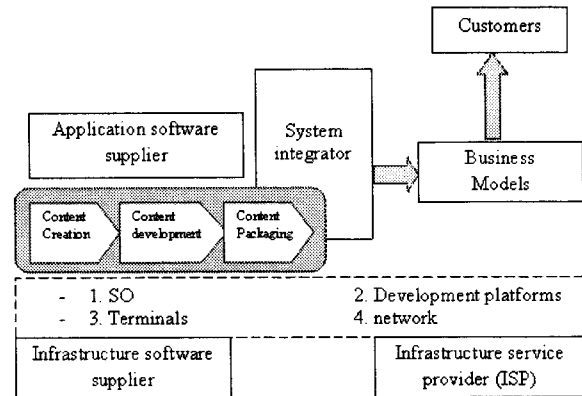 Customers
Application software
supplier
System
integrator
Business
Models
Content
Creation
Content
development
Content
Packaging
- 1. SO
2. Development platforms
- 3. Terminals
4. network
Infrastructure software
supplier
Infrastructure service
provider (ISP)